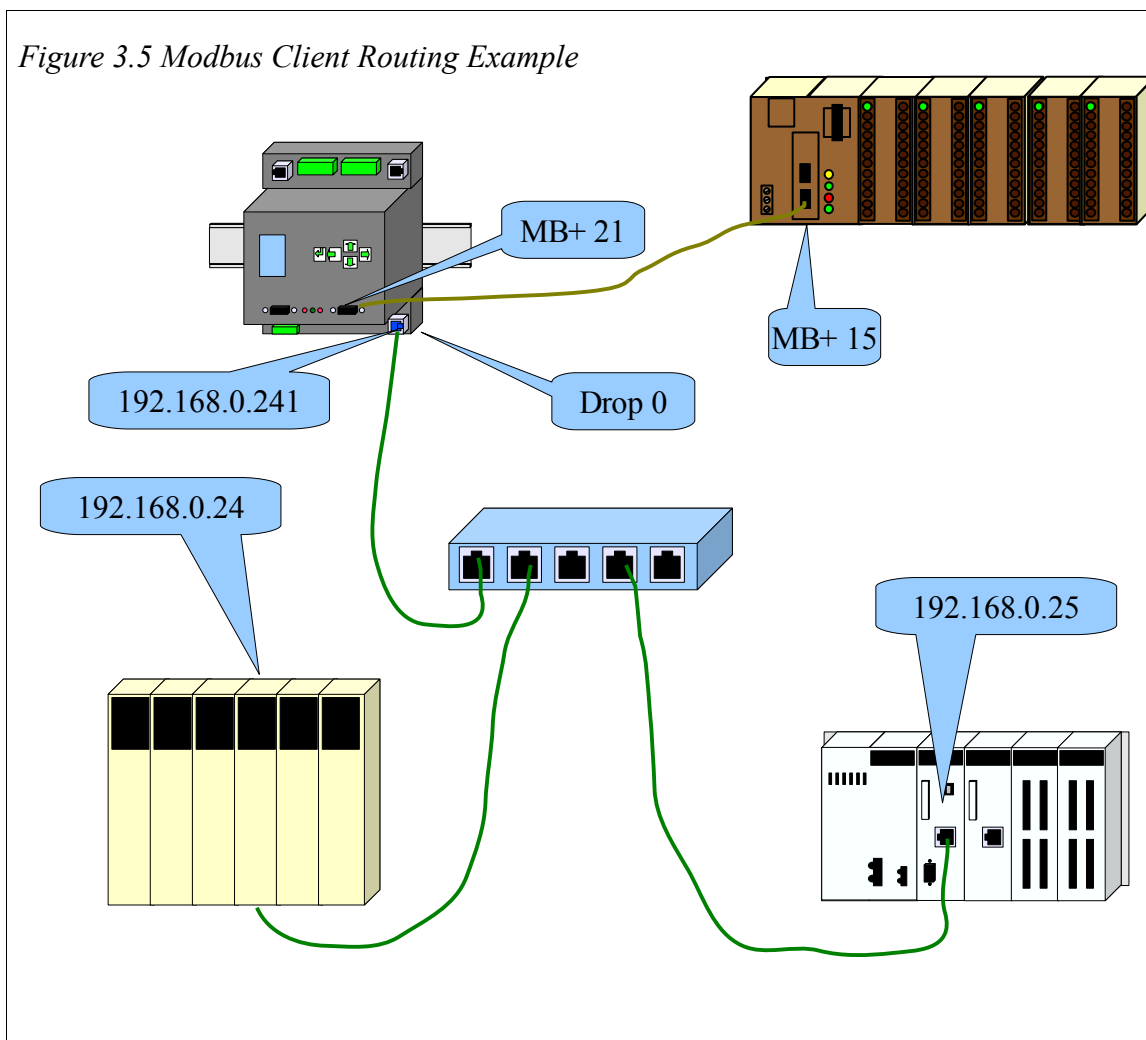 Figure 3.5 Modbus Client Routing Example
MB+ 21
MB+ 15
192.168.0.241
Drop 0
192.168.0.24
192.168.0.25